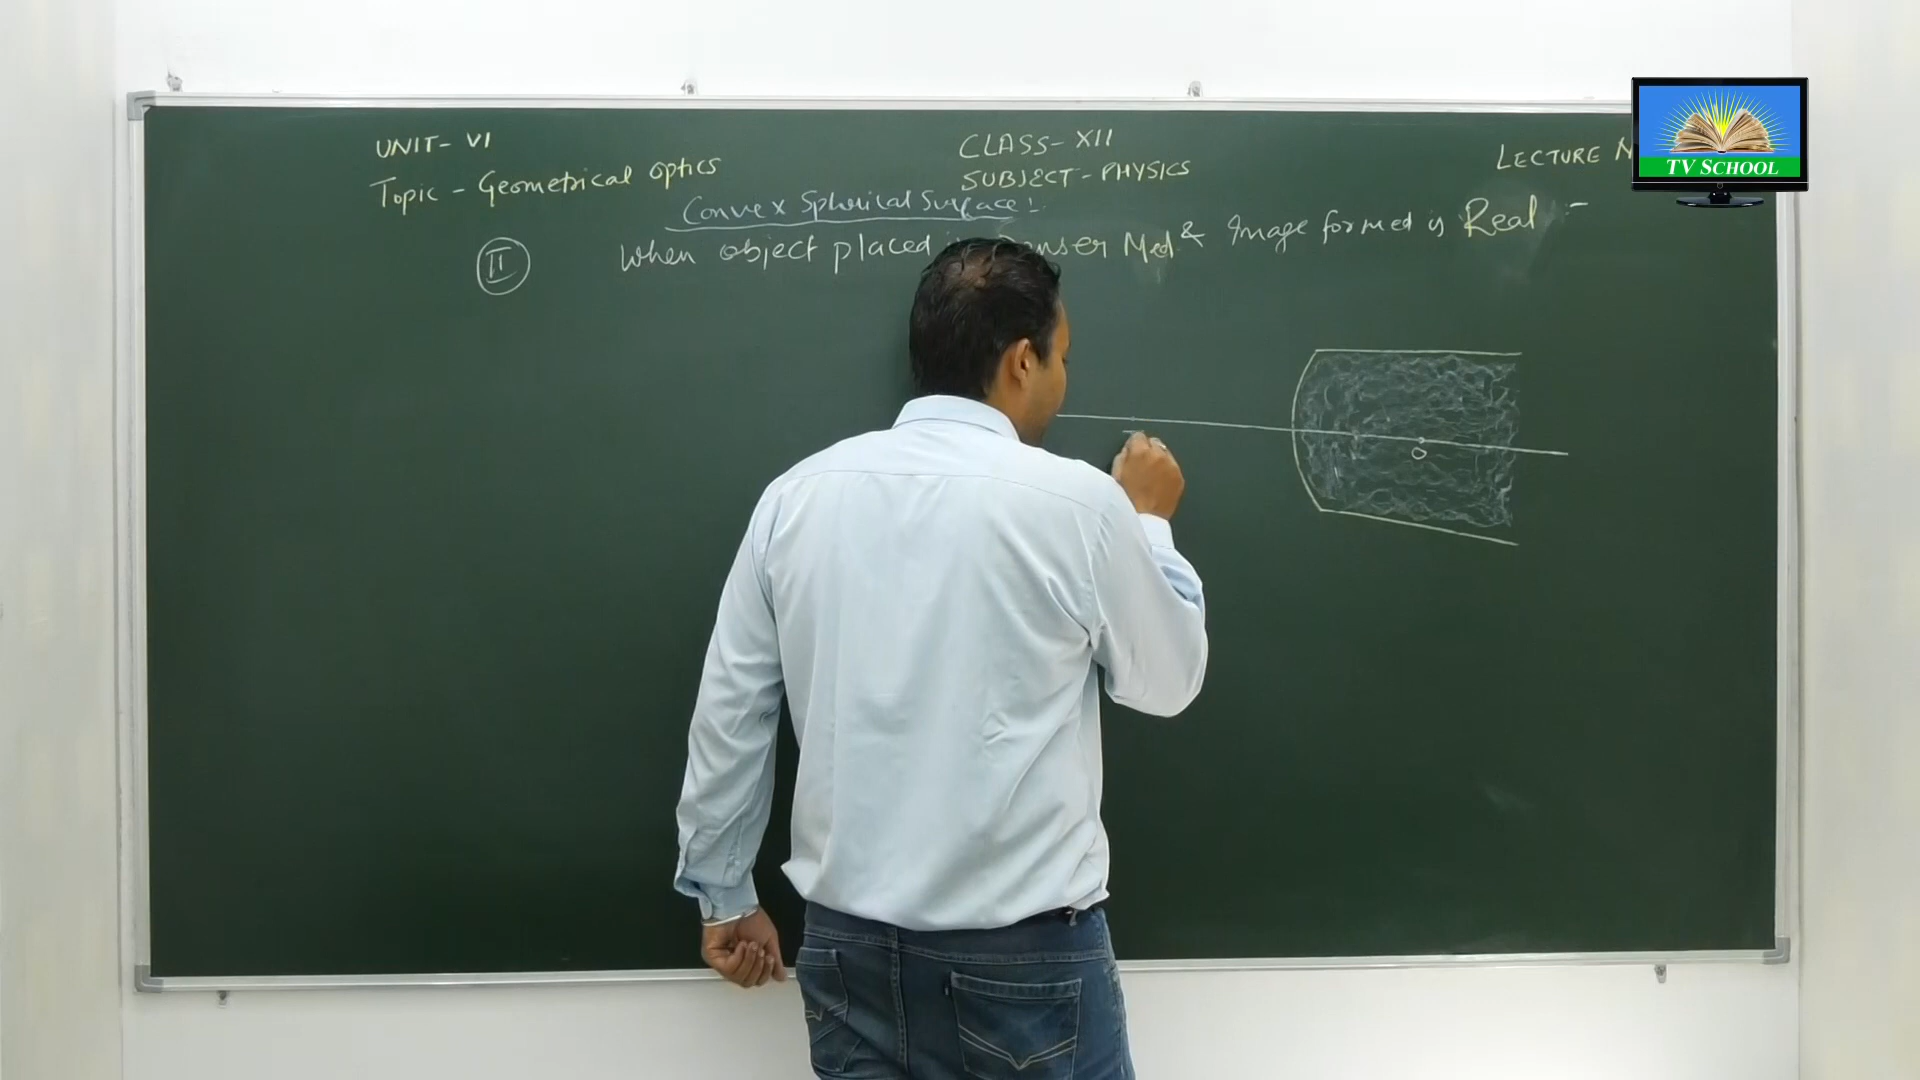 UNIT- VI
Topic - Geometrical optics
CLASS- XII
SUBJECT- PHYSICS
LECTURE
TV SCHOOL
Convex Spherical Surface :-
II When object placed Denser Med & Image formed is Real :-
O